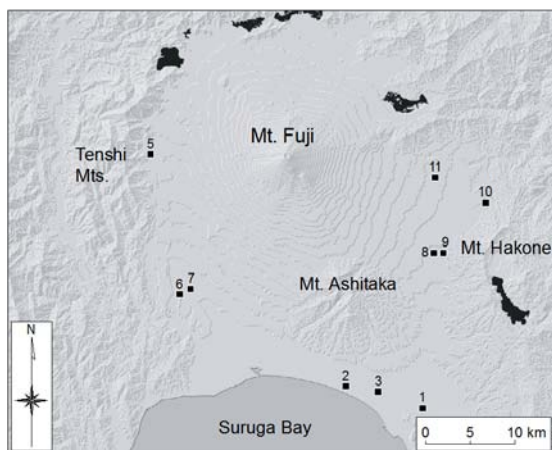 Mt. Fuji
5
Tenshi
Mts.
11
10
Mt. Hakone
8 9
7
6
Mt. Ashitaka
N
2
3
1
Suruga Bay
0 5 10 km